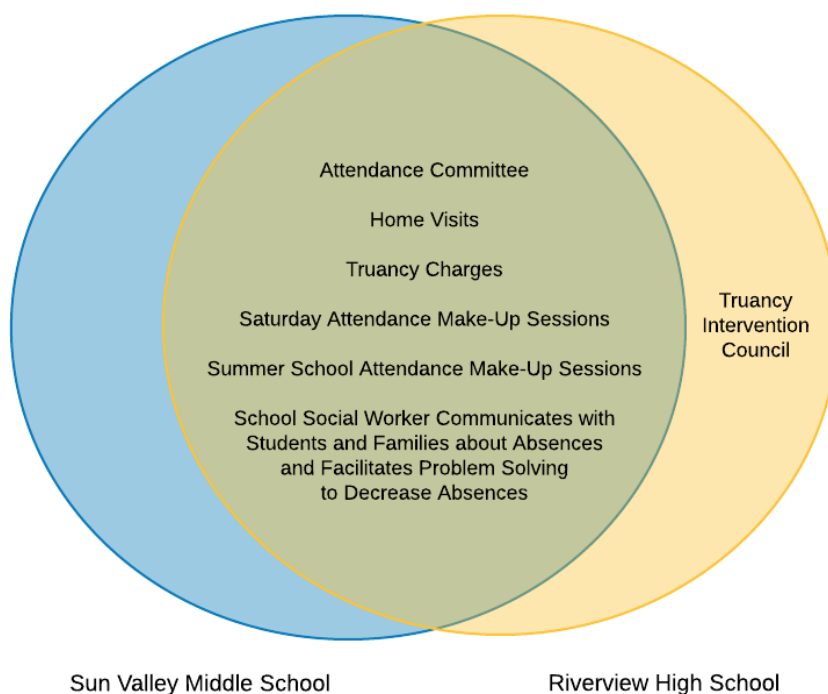 Attendance Committee
Home Visits
Truancy Charges
Saturday Attendance Make-Up Sessions
Summer School Attendance Make-Up Sessions
School Social Worker Communicates with
Students and Families about Absences
and Facilitates Problem Solving
to Decrease Absences
Truancy
Intervention
Council
Sun Valley Middle School
Riverview High School